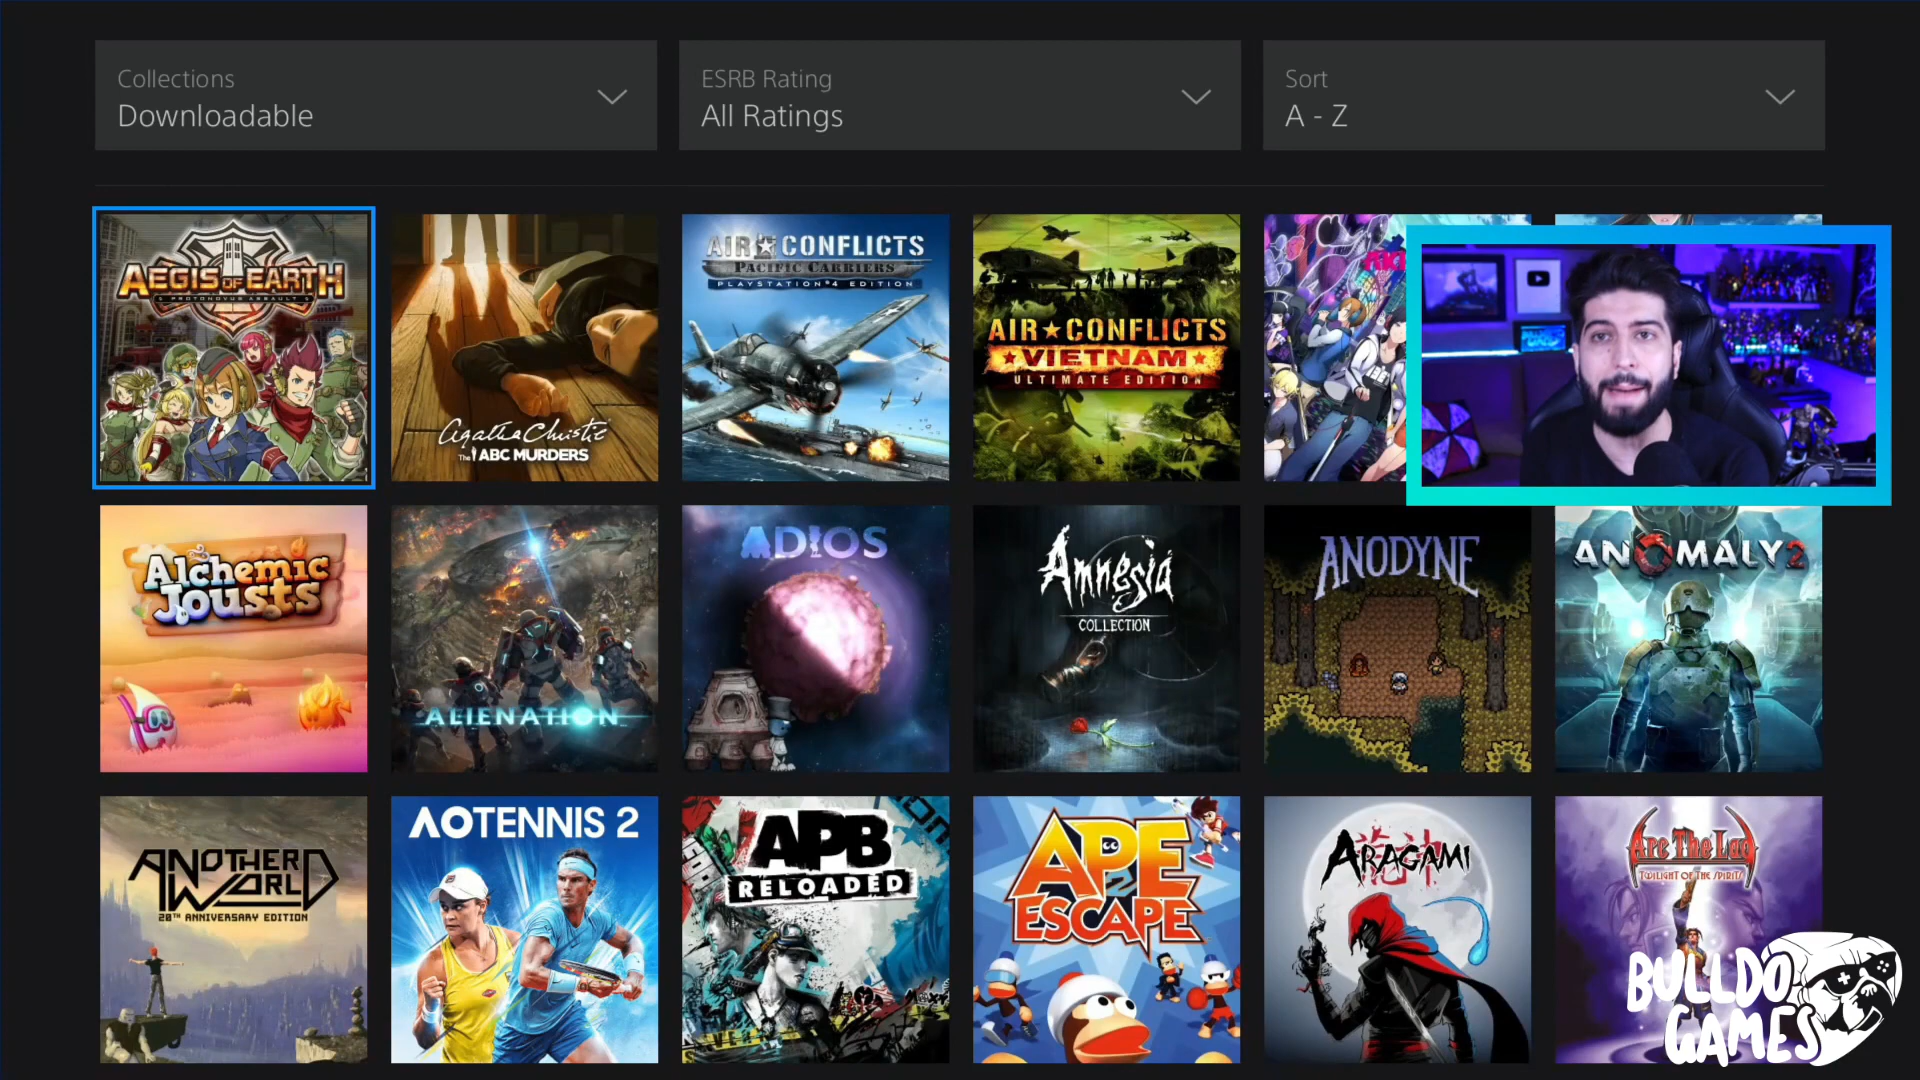 Collections
Downloadable
ESRB Rating
All Ratings
Sort
A - Z
AEGIS OF EARTH
PROTONOVUS ASSAULT
Agatha Christie
The ABC MURDERS
AIR CONFLICTS
PACIFIC CARRIERS
PLAYSTATION®4 EDITION
AIR CONFLICTS
VIETNAM
ULTIMATE EDITION
Alchemic
Jousts
ALIENATION
ADIOS
Amnesia
COLLECTION
ANODYNE
ANOMALY 2
ANOTHER
WORLD
20TH ANNIVERSARY EDITION
AO TENNIS 2
APB
RELOADED
APE
ESCAPE
2
ARAGAMI
Arc The Lad
TWILIGHT OF THE SPIRITS
BULLDO
GAMES